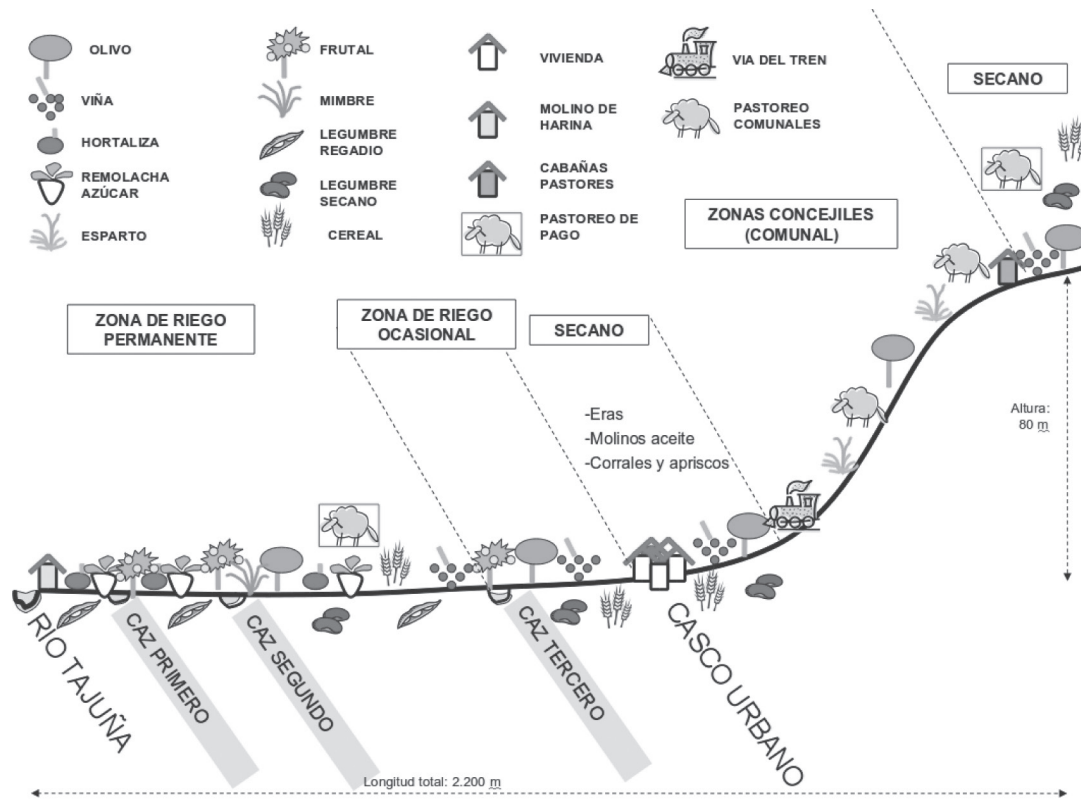 OLIVO
VIÑA
HORTALIZA
REMOLACHA
AZÚCAR
ESPARTO
FRUTAL
MIMBRE
LEGUMBRE
REGADIO
LEGUMBRE
SECANO
CEREAL
VIVIENDA
MOLINO DE
HARINA
CABAÑAS
PASTORES
PASTOREO DE
PAGO
VIA DEL TREN
PASTOREO
COMUNALES
SECANO
ZONAS CONCEJILES
(COMUNAL)
ZONA DE RIEGO
PERMANENTE
ZONA DE RIEGO
OCASIONAL
SECANO
-Eras
-Molinos aceite
-Corrales y apriscos
Altura:
80 m
RÍO TAJUÑA
CAZ PRIMERO
CAZ SEGUNDO
CAZ TERCERO
CASCO URBANO
Longitud total: 2.200 m